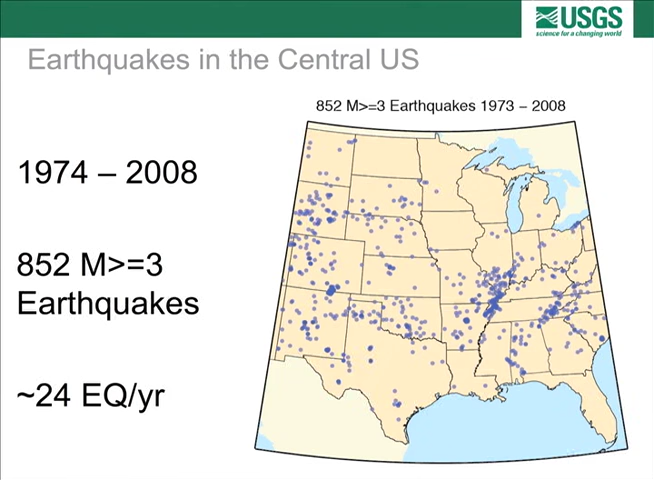 USGS
science for a changing world
Earthquakes in the Central US
852 M>=3 Earthquakes 1973 – 2008
1974 – 2008
852 M>=3
Earthquakes
~24 EQ/yr